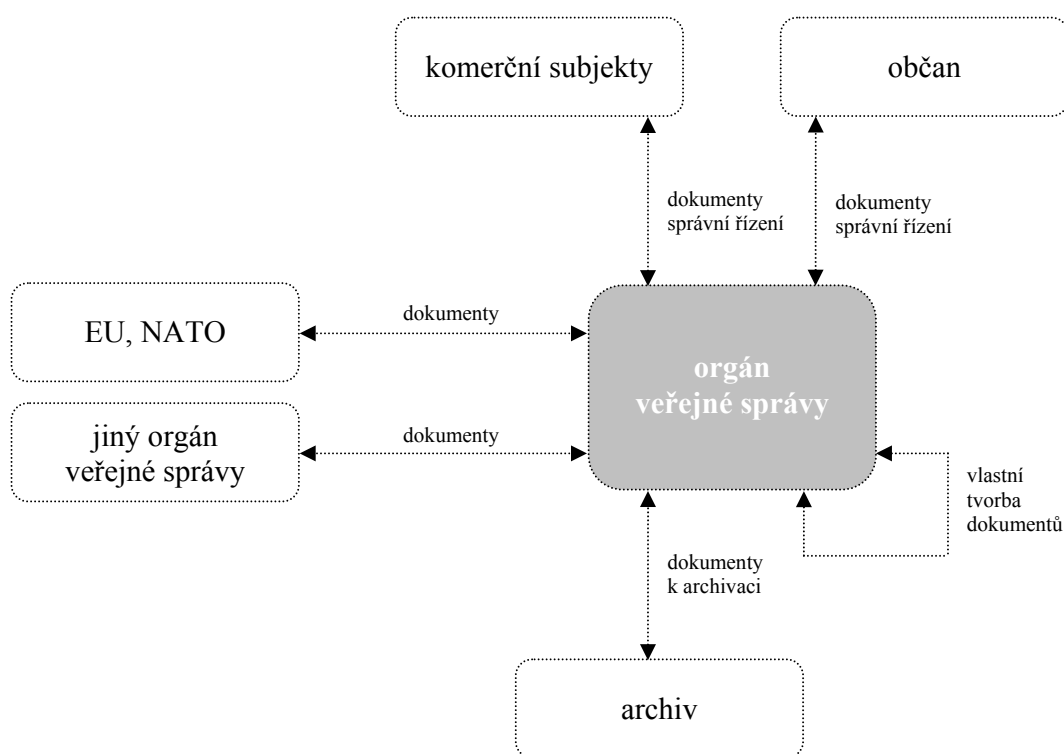 komerční subjekty
občan
dokumenty
správní řízení
dokumenty
správní řízení
EU, NATO
dokumenty
orgán
veřejné správy
jiný orgán
veřejné správy
dokumenty
vlastní
tvorba
dokumentů
dokumenty
k archivaci
archiv